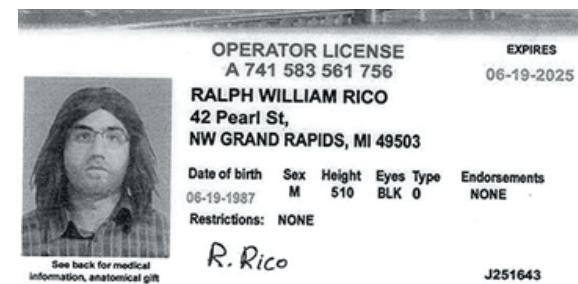 OPERATOR LICENSE
EXPIRES
A 741 583 561 756
06-19-2025
RALPH WILLIAM RICO
42 Pearl St,
NW GRAND RAPIDS, MI 49503
Date of birth Sex Height Eyes Type Endorsements
06-19-1987 M 510 BLK 0 NONE
Restrictions: NONE
R. Rico
See back for medical
information, anatomical gift
J251643